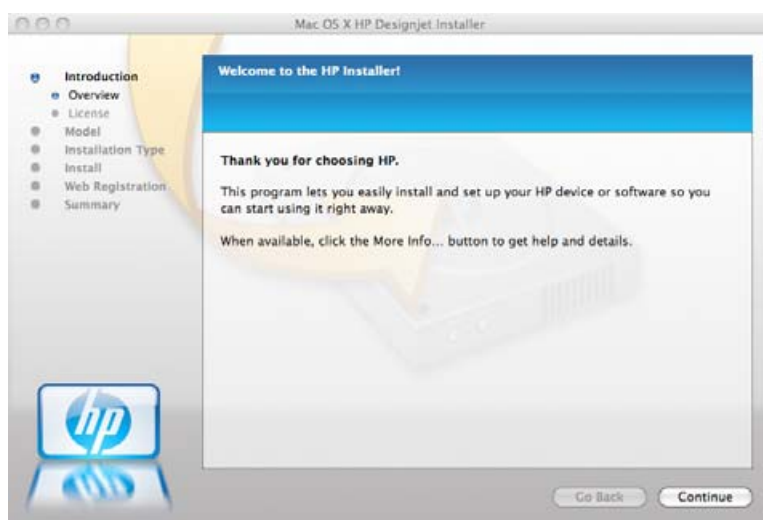 Mac OS X HP Designjet Installer
Introduction
Overview
License
Model
Installation Type
Install
Web Registration
Summary
Welcome to the HP Installer!
Thank you for choosing HP.
This program lets you easily install and set up your HP device or software so you
can start using it right away.
When available, click the More Info... button to get help and details.
hp
Go Back
Continue